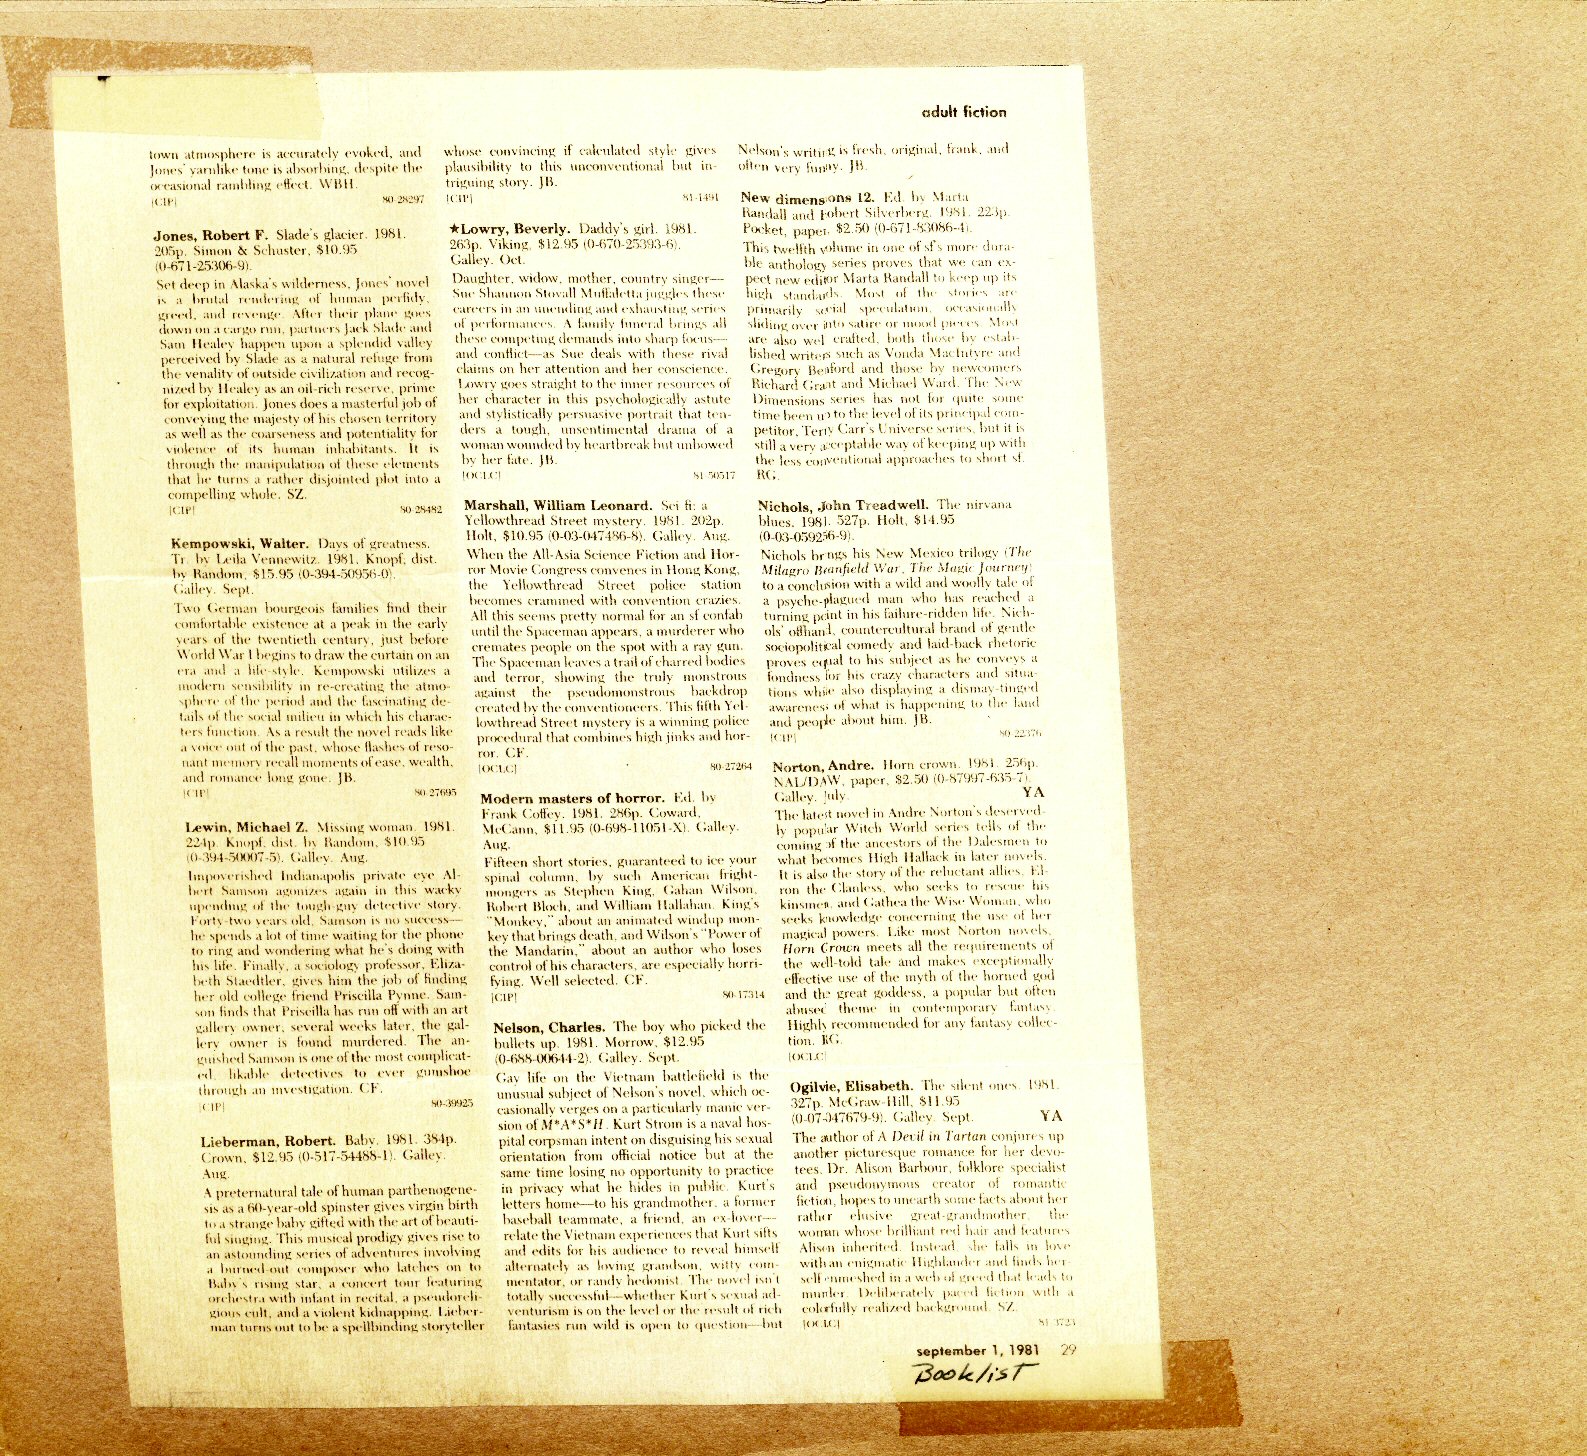 adult fiction
town atmosphere is accurately evoked, and
Jones' yarnlike tone is absorbing, despite the
occasional rambling effect. WBH.
[CIP] 80-28297
Jones, Robert F. Slade's glacier. 1981.
205p. Simon & Schuster, $10.95
(0-671-25306-9).
Set deep in Alaska's wilderness, Jones' novel
is a brutal rendering of human perfidy,
greed, and revenge. After their plane goes
down on a cargo run, partners Jack Slade and
Sam Healey happen upon a splendid valley
perceived by Slade as a natural refuge from
the venality of outside civilization and recog-
nized by Healey as an oil-rich reserve, prime
for exploitation. Jones does a masterful job of
conveying the majesty of his chosen territory
as well as the coarseness and potentiality for
violence of its human inhabitants. It is
through the manipulation of these elements
that he turns a rather disjointed plot into a
compelling whole. SZ.
[CIP] 80-28482
Kempowski, Walter. Days of greatness.
Tr. by Leila Vennewitz. 1981. Knopf; dist.
by Random, $15.95 (0-394-50956-0).
Galley. Sept.
Two German bourgeois families find their
comfortable existence at a peak in the early
years of the twentieth century, just before
World War I begins to draw the curtain on an
era and a life-style. Kempowski utilizes a
modern sensibility in re-creating the atmo-
sphere of the period and the fascinating de-
tails of the social milieu in which his charac-
ters function. As a result the novel reads like
a voice out of the past, whose flashes of reso-
nant memory recall moments of ease, wealth,
and romance long gone. JB.
[CIP] 80-27695
Lewin, Michael Z. Missing woman. 1981.
224p. Knopf, dist. by Random, $10.95
(0-394-50007-5). Galley. Aug.
Impoverished Indianapolis private eye Al-
bert Samson agonizes again in this wacky
upending of the tough-guy detective story.
Forty-two years old, Samson is no success—
he spends a lot of time waiting for the phone
to ring and wondering what he's doing with
his life. Finally, a sociology professor, Eliza-
beth Staedtler, gives him the job of finding
her old college friend Priscilla Pynne. Sam-
son finds that Priscilla has run off with an art
gallery owner; several weeks later, the gal-
lery owner is found murdered. The an-
guished Samson is one of the most complicat-
ed, likable detectives to ever gumshoe
through an investigation. CF.
[CIP] 80-39925
Lieberman, Robert. Baby. 1981. 384p.
Crown, $12.95 (0-517-54488-1). Galley.
Aug.
A preternatural tale of human parthenogene-
sis as a 60-year-old spinster gives virgin birth
to a strange baby gifted with the art of beauti-
ful singing. This musical prodigy gives rise to
an astounding series of adventures involving
a burned-out composer who latches on to
Baby's rising star, a concert tour featuring
orchestra with infant in recital, a pseudoreli-
gious cult, and a violent kidnapping. Lieber-
man turns out to be a spellbinding storyteller
whose convincing if calculated style gives
plausibility to this unconventional but in-
triguing story. JB.
[CIP] 81-1491
★Lowry, Beverly. Daddy's girl. 1981.
263p. Viking, $12.95 (0-670-25393-6).
Galley. Oct.
Daughter, widow, mother, country singer—
Sue Shannon Stovall Muffaletta juggles these
careers in an unending and exhausting series
of performances. A family funeral brings all
these competing demands into sharp focus—
and conflict—as Sue deals with these rival
claims on her attention and her conscience.
Lowry goes straight to the inner resources of
her character in this psychologically astute
and stylistically persuasive portrait that ten-
ders a tough, unsentimental drama of a
woman wounded by heartbreak but unbowed
by her fate. JB.
[OCLC] 81-50517
Marshall, William Leonard. Sci fi: a
Yellowthread Street mystery. 1981. 202p.
Holt, $10.95 (0-03-047486-8). Galley. Aug.
When the All-Asia Science Fiction and Hor-
ror Movie Congress convenes in Hong Kong,
the Yellowthread Street police station
becomes crammed with convention crazies.
All this seems pretty normal for an sf confab
until the Spaceman appears, a murderer who
cremates people on the spot with a ray gun.
The Spaceman leaves a trail of charred bodies
and terror, showing the truly monstrous
against the pseudomonstrous backdrop
created by the conventioneers. This fifth Yel-
lowthread Street mystery is a winning police
procedural that combines high jinks and hor-
ror. CF.
[OCLC] 80-27264
Modern masters of horror. Ed. by
Frank Coffey. 1981. 286p. Coward,
McCann, $11.95 (0-698-11051-X). Galley.
Aug.
Fifteen short stories, guaranteed to ice your
spinal column, by such American fright-
mongers as Stephen King, Gahan Wilson,
Robert Bloch, and William Hallahan. King's
"Monkey," about an animated windup mon-
key that brings death, and Wilson's "Power of
the Mandarin," about an author who loses
control of his characters, are especially horri-
fying. Well selected. CF.
[CIP] 80-17314
Nelson, Charles. The boy who picked the
bullets up. 1981. Morrow, $12.95
(0-688-00644-2). Galley. Sept.
Gay life on the Vietnam battlefield is the
unusual subject of Nelson's novel, which oc-
casionally verges on a particularly manic ver-
sion of M*A*S*H. Kurt Strom is a naval hos-
pital corpsman intent on disguising his sexual
orientation from official notice but at the
same time losing no opportunity to practice
in privacy what he hides in public. Kurt's
letters home—to his grandmother, a former
baseball teammate, a friend, an ex-lover—
relate the Vietnam experiences that Kurt sifts
and edits for his audience to reveal himself
alternately as loving grandson, witty com-
mentator, or randy hedonist. The novel isn't
totally successful—whether Kurt's sexual ad-
venturism is on the level or the result of rich
fantasies run wild is open to question—but
Nelson's writing is fresh, original, frank, and
often very funny. JB.
New dimensions 12. Ed. by Marta
Randall and Robert Silverberg. 1981. 223p.
Pocket, paper, $2.50 (0-671-83086-4).
This twelfth volume in one of sf's more dura-
ble anthology series proves that we can ex-
pect new editor Marta Randall to keep up its
high standards. Most of the stories are
primarily social speculation, occasionally
sliding over into satire or mood pieces. Most
are also well crafted, both those by estab-
lished writers such as Vonda MacIntyre and
Gregory Benford and those by newcomers
Richard Grant and Michael Ward. The New
Dimensions series has not for quite some
time been up to the level of its principal com-
petitor, Terry Carr's Universe series, but it is
still a very acceptable way of keeping up with
the less conventional approaches to short sf.
RG.
Nichols, John Treadwell. The nirvana
blues. 1981. 527p. Holt, $14.95
(0-03-059256-9).
Nichols brings his New Mexico trilogy (The
Milagro Beanfield War, The Magic Journey)
to a conclusion with a wild and woolly tale of
a psyche-plagued man who has reached a
turning point in his failure-ridden life. Nich-
ols' offhand, countercultural brand of gentle
sociopolitical comedy and laid-back rhetoric
proves equal to his subject as he conveys a
fondness for his crazy characters and situa-
tions while also displaying a dismay-tinged
awareness of what is happening to the land
and people about him. JB.
[CIP] 80-22376
Norton, Andre. Horn crown. 1981. 256p.
NAL/DAW, paper, $2.50 (0-87997-635-7).
Galley. July. YA
The latest novel in Andre Norton's deserved-
ly popular Witch World series tells of the
coming of the ancestors of the Dalesmen to
what becomes High Hallack in later novels.
It is also the story of the reluctant allies, El-
ron the Clanless, who seeks to rescue his
kinsmen, and Gathea the Wise Woman, who
seeks knowledge concerning the use of her
magical powers. Like most Norton novels,
Horn Crown meets all the requirements of
the well-told tale and makes exceptionally
effective use of the myth of the horned god
and the great goddess, a popular but often
abused theme in contemporary fantasy.
Highly recommended for any fantasy collec-
tion. RG.
[OCLC]
Ogilvie, Elisabeth. The silent ones. 1981.
327p. McGraw-Hill, $11.95
(0-07-047679-9). Galley. Sept. YA
The author of A Devil in Tartan conjures up
another picturesque romance for her devo-
tees. Dr. Alison Barbour, folklore specialist
and pseudonymous creator of romantic
fiction, hopes to unearth some facts about her
rather elusive great-grandmother, the
woman whose brilliant red hair and features
Alison inherited. Instead, she falls in love
with an enigmatic Highlander and finds her-
self enmeshed in a web of greed that leads to
murder. Deliberately paced fiction with a
colorfully realized background. SZ.
[OCLC] 81-3723
september 1, 1981 29
Booklist